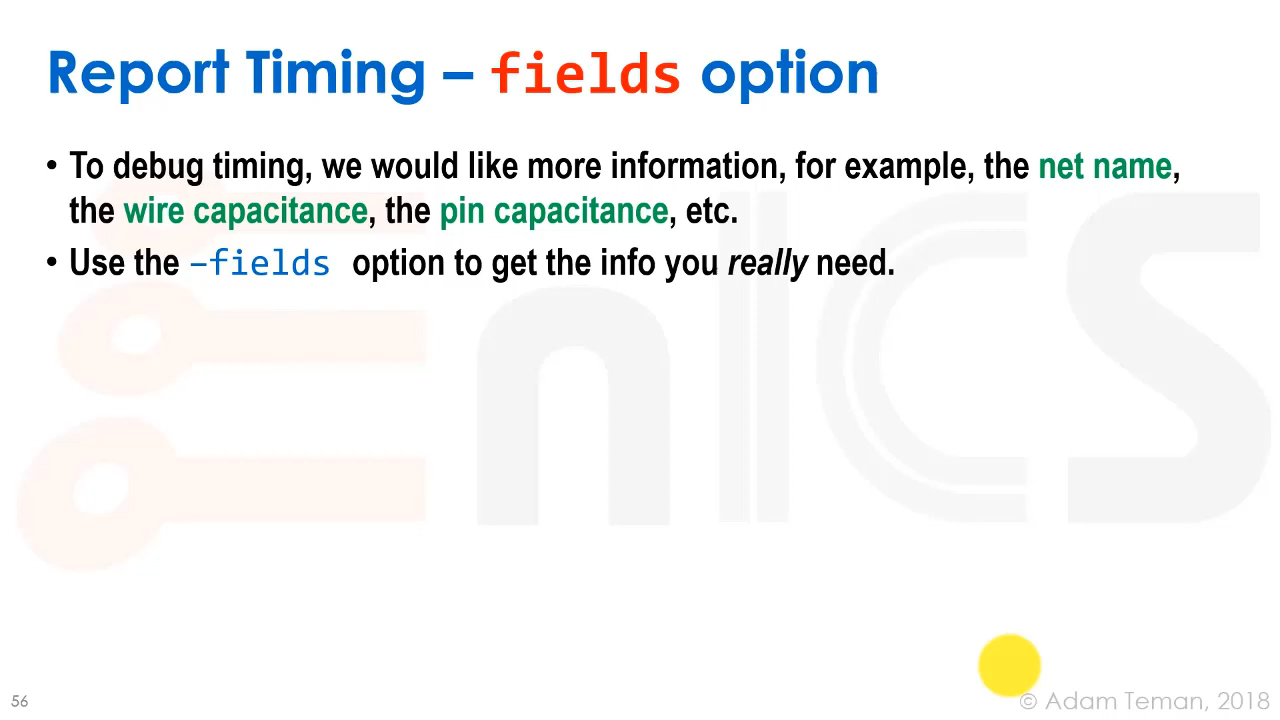 Report Timing – fields option
• To debug timing, we would like more information, for example, the net name,
the wire capacitance, the pin capacitance, etc.
• Use the –fields option to get the info you really need.
enICS
56
© Adam Teman, 2018